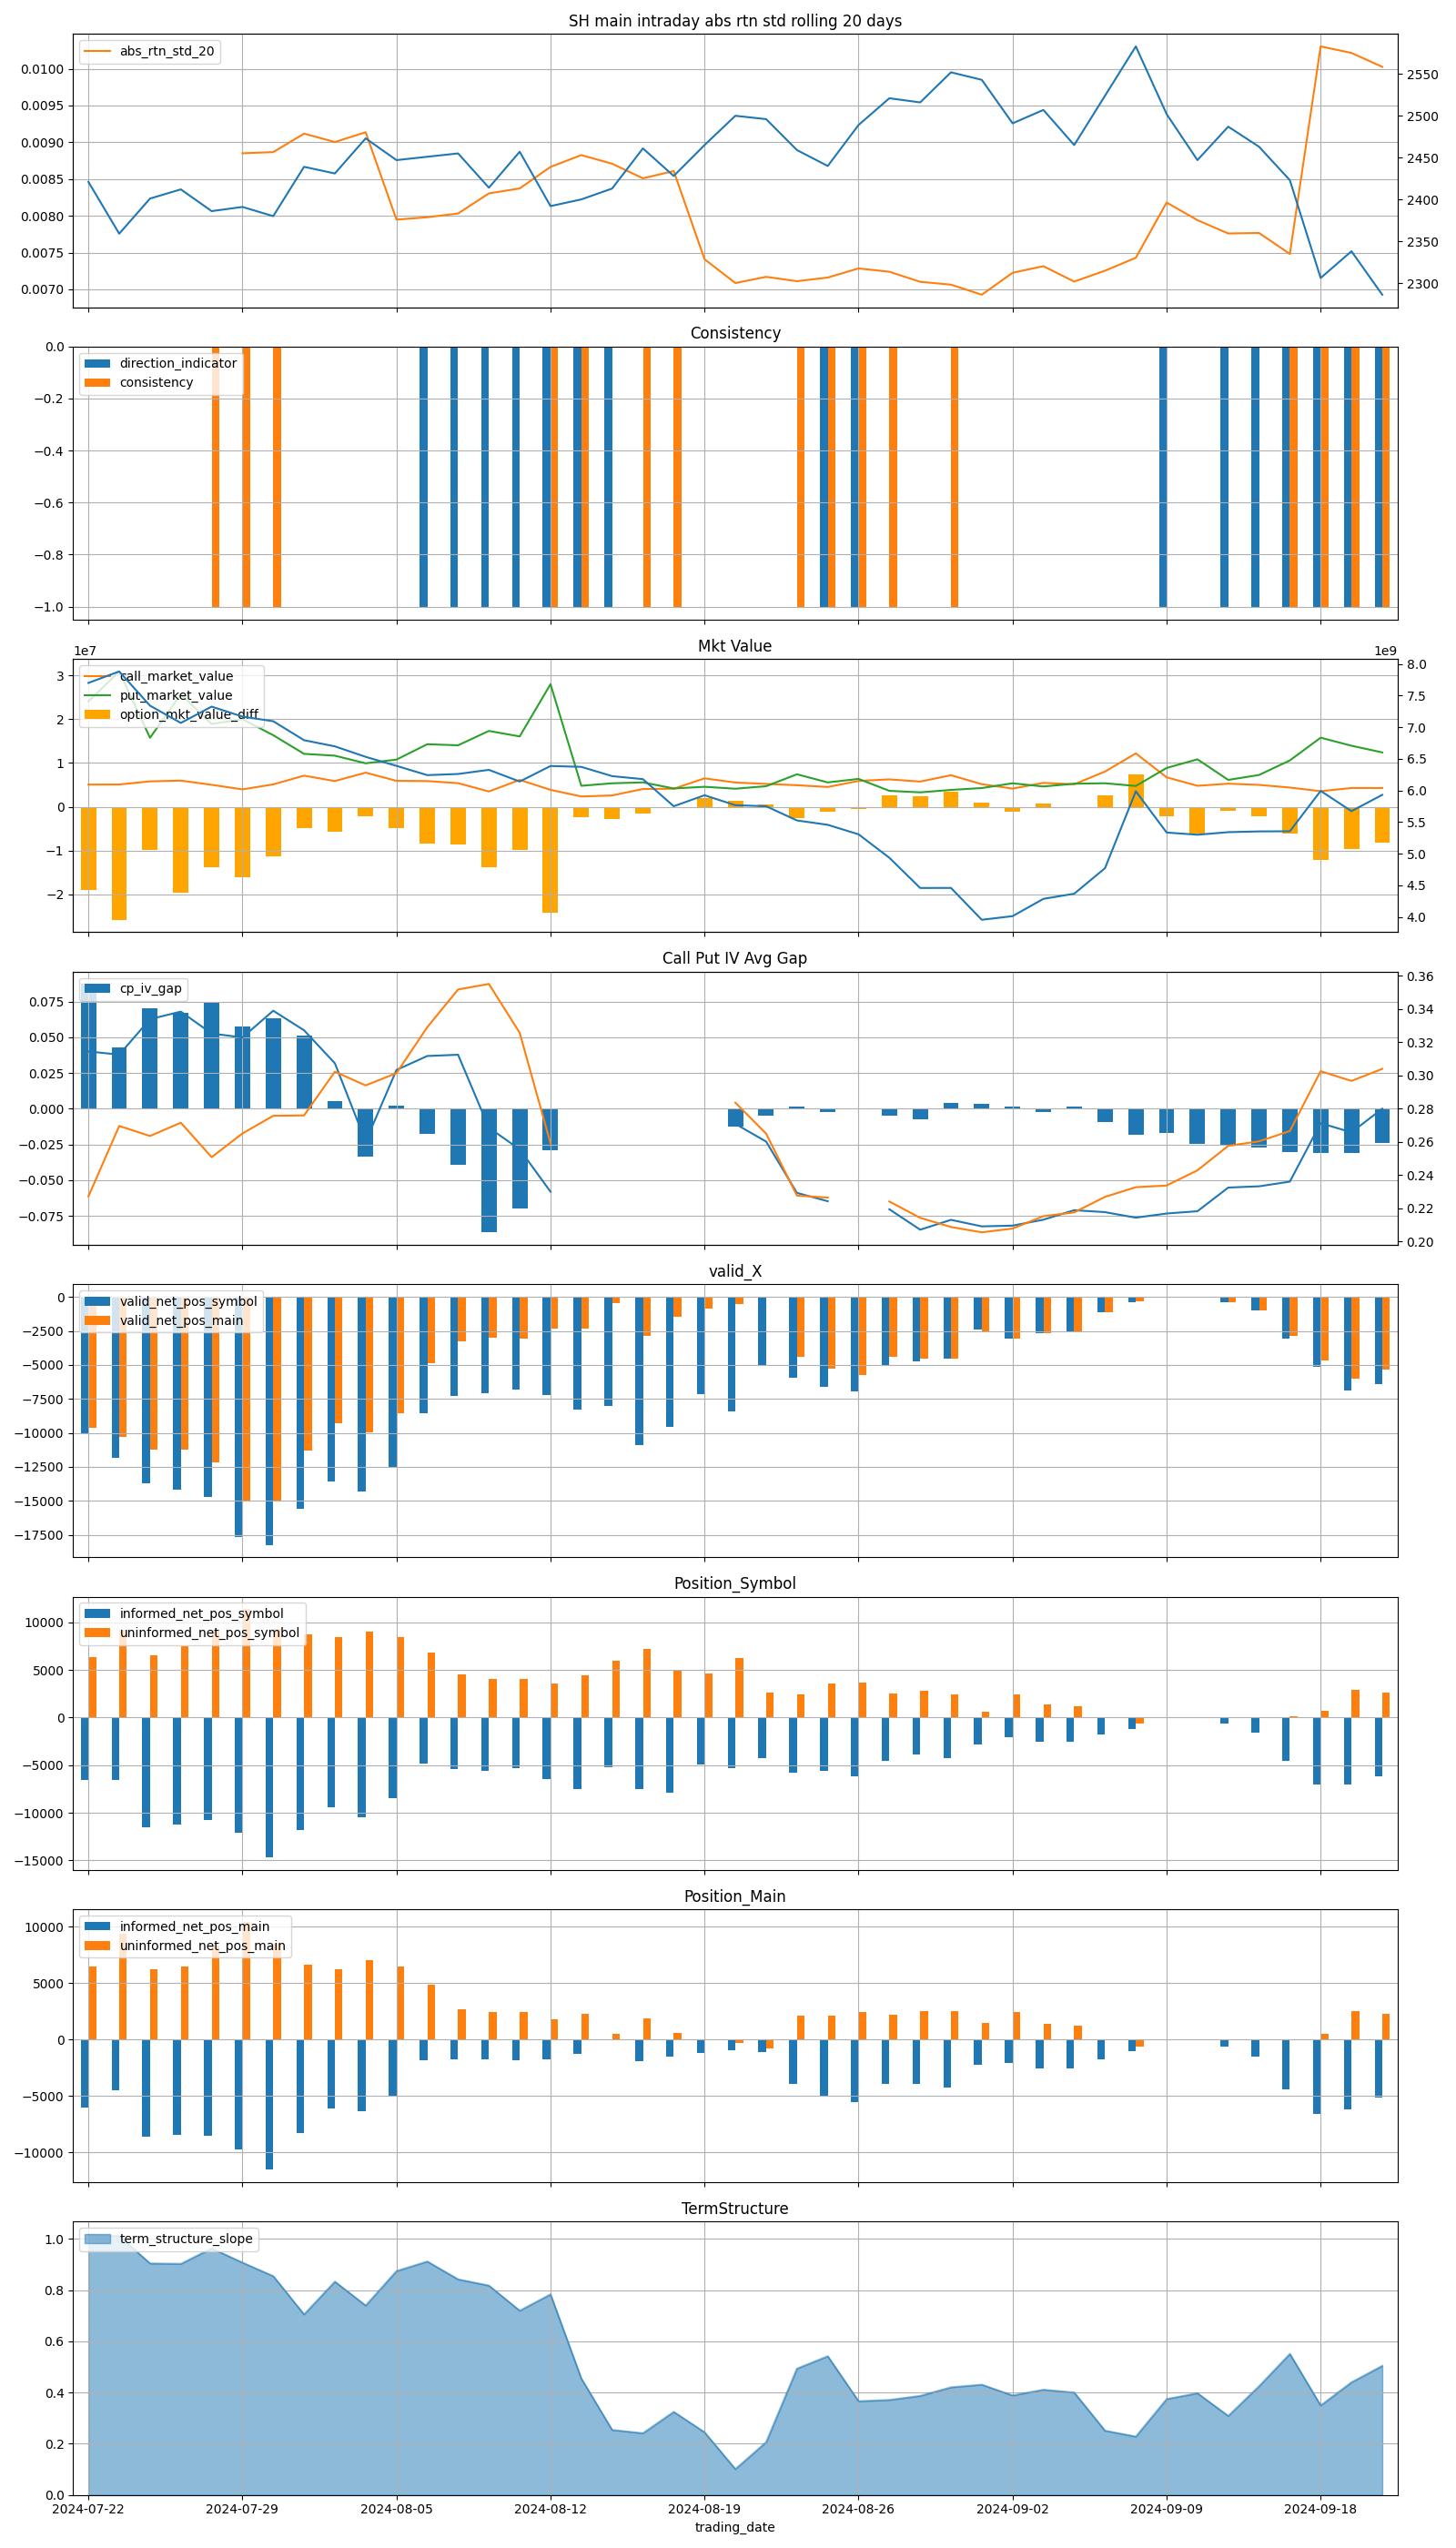 SH main intraday abs rtn std rolling 20 days
abs_rtn_std_20
0.0100
0.0095
0.0090
0.0085
0.0080
0.0075
0.0070
2550
2500
2450
2400
2350
2300
Consistency
direction_indicator
consistency
0.0
−0.2
−0.4
−0.6
−0.8
−1.0
Mkt Value
1e7
1e9
call_market_value
put_market_value
option_mkt_value_diff
3
2
1
0
−1
−2
8.0
7.5
7.0
6.5
6.0
5.5
5.0
4.5
4.0
Call Put IV Avg Gap
cp_iv_gap
0.075
0.050
0.025
0.000
−0.025
−0.050
−0.075
0.36
0.34
0.32
0.30
0.28
0.26
0.24
0.22
0.20
valid_X
valid_net_pos_symbol
valid_net_pos_main
0
−2500
−5000
−7500
−10000
−12500
−15000
−17500
Position_Symbol
informed_net_pos_symbol
uninformed_net_pos_symbol
10000
5000
0
−5000
−10000
−15000
Position_Main
informed_net_pos_main
uninformed_net_pos_main
10000
5000
0
−5000
−10000
TermStructure
term_structure_slope
1.0
0.8
0.6
0.4
0.2
0.0
2024-07-22 2024-07-29 2024-08-05 2024-08-12 2024-08-19 2024-08-26 2024-09-02 2024-09-09 2024-09-18
trading_date